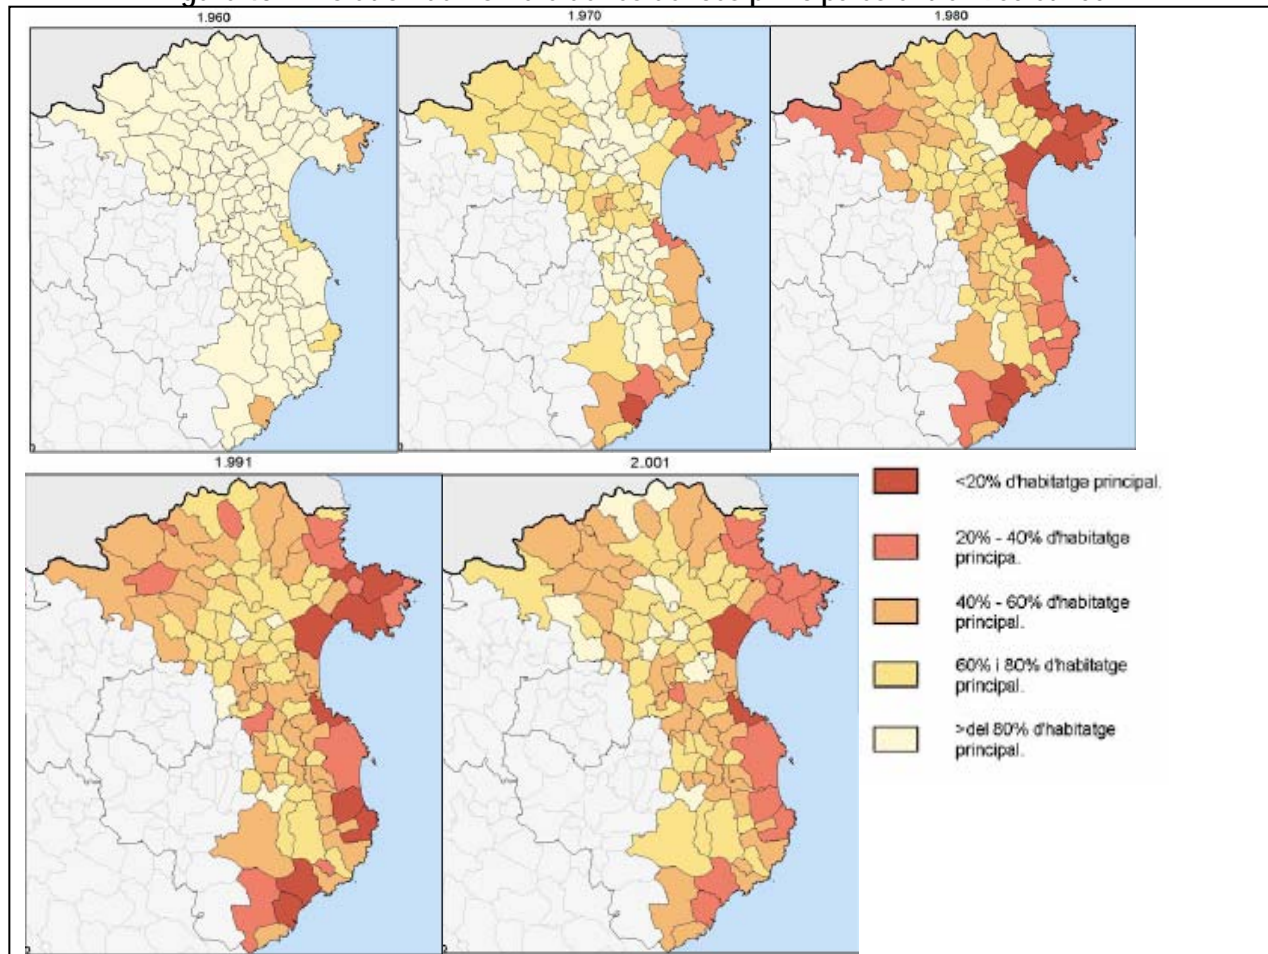 1.960
1.970
1.980
1.991
2.001
<20% d'habitatge principal.
20% - 40% d'habitatge
principa.
40% - 60% d'habitatge
principal.
60% i 80% d'habitatge
principal.
>del 80% d'habitatge
principal.